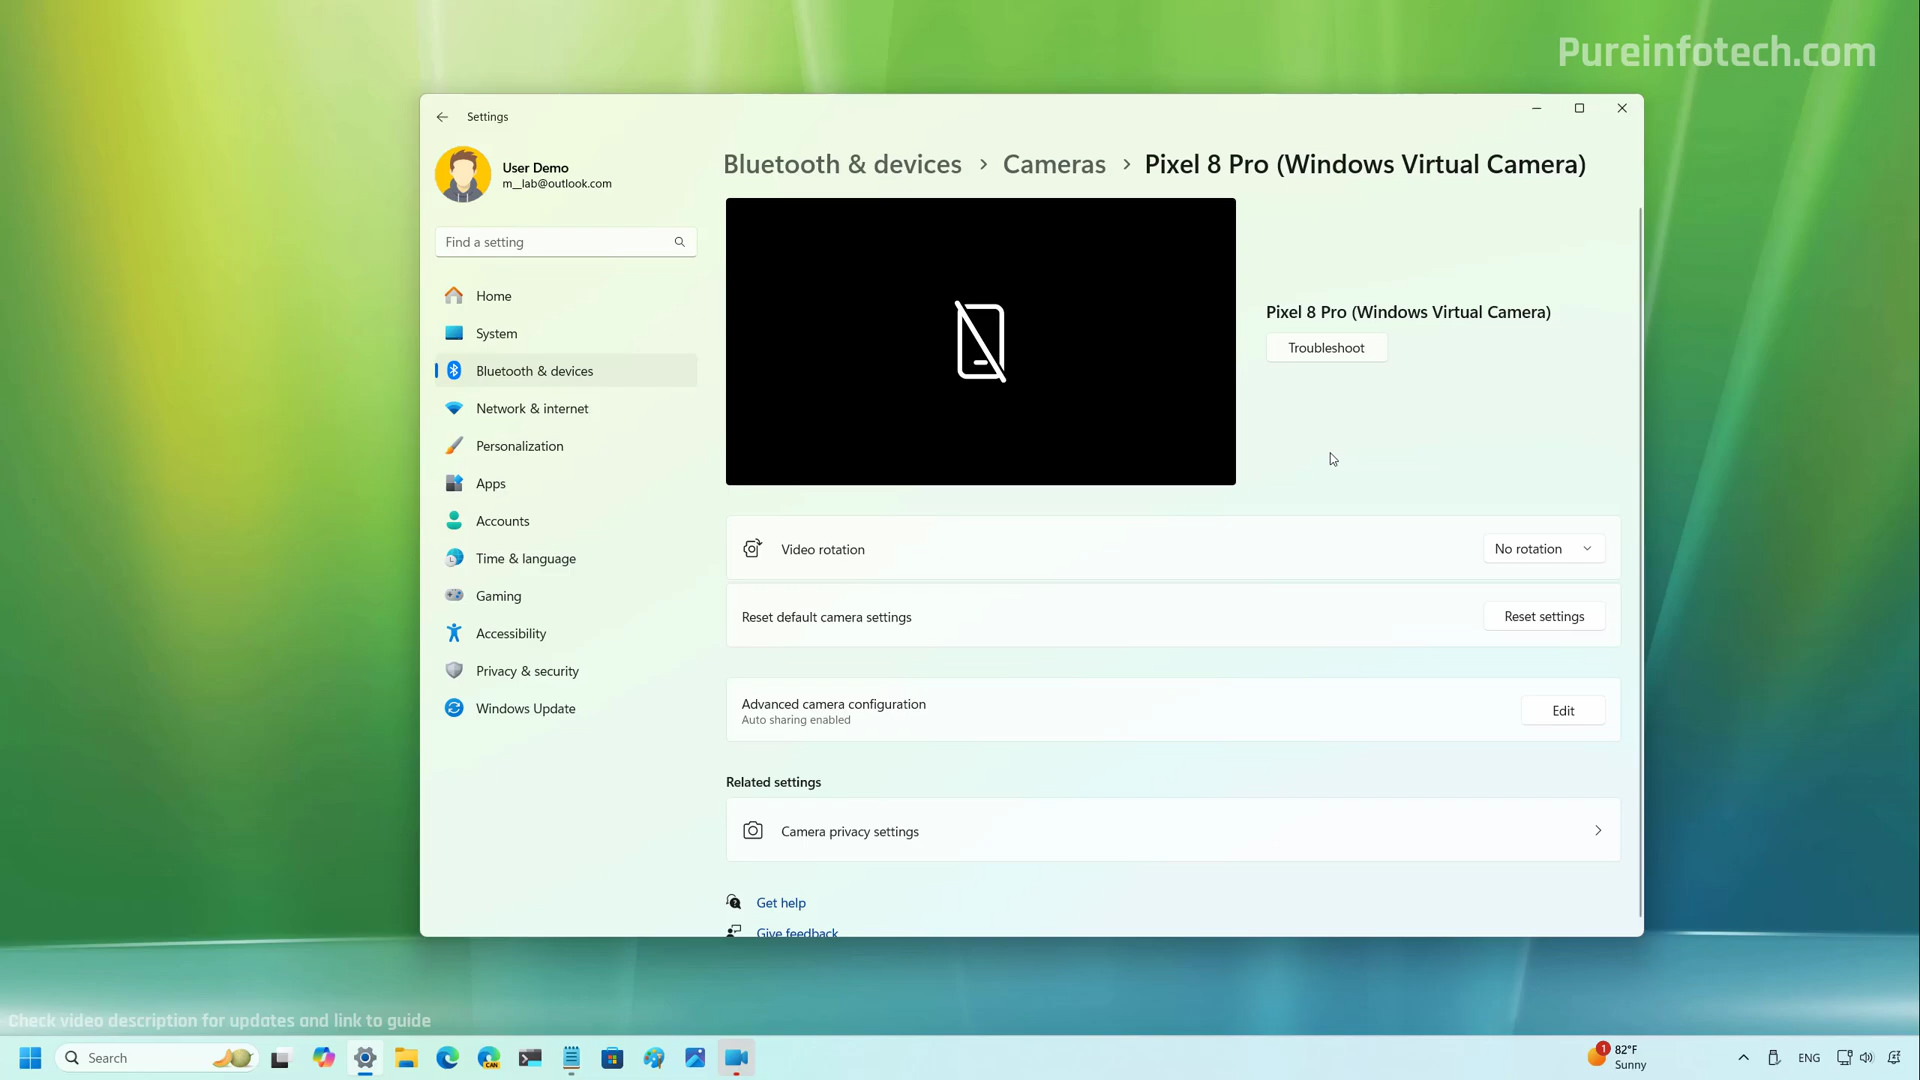 Pureinfotech.com
Settings
User Demo
m__lab@outlook.com
Find a setting
Home
System
Bluetooth & devices
Network & internet
Personalization
Apps
Accounts
Time & language
Gaming
Accessibility
Privacy & security
Windows Update
Bluetooth & devices > Cameras > Pixel 8 Pro (Windows Virtual Camera)
Pixel 8 Pro (Windows Virtual Camera)
Troubleshoot
Video rotation
No rotation
Reset default camera settings
Reset settings
Advanced camera configuration
Auto sharing enabled
Edit
Related settings
Camera privacy settings
Get help
Give feedback
Check video description for updates and link to guide
Search
CAN
1
82°F
Sunny
ENG